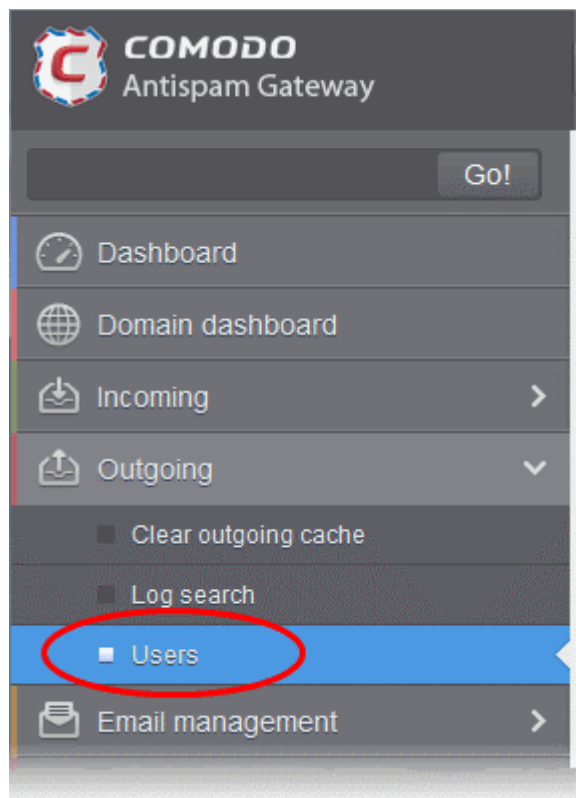 COMODO
Antispam Gateway
Go!
Dashboard
Domain dashboard
Incoming
Outgoing
Clear outgoing cache
Log search
Users
Email management